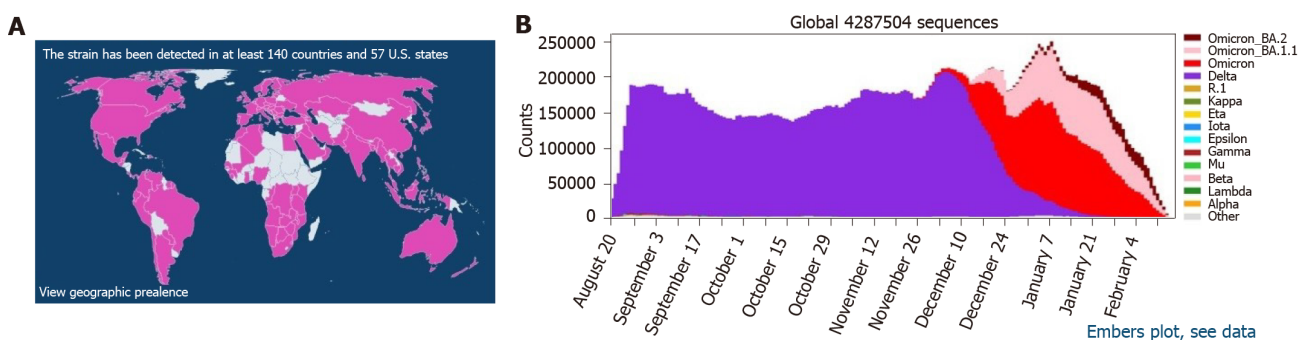 A
The strain has been detected in at least 140 countries and 57 U.S. states
View geographic prealence
B
Global 4287504 sequences
Counts
250000
200000
150000
100000
50000
0
August 20
September 3
September 17
October 1
October 15
October 29
November 12
November 26
December 10
December 24
January 7
January 21
February 4
Omicron_BA.2
Omicron_BA.1.1
Omicron
Delta
R.1
Kappa
Eta
Iota
Epsilon
Gamma
Mu
Beta
Lambda
Alpha
Other
Embers plot, see data